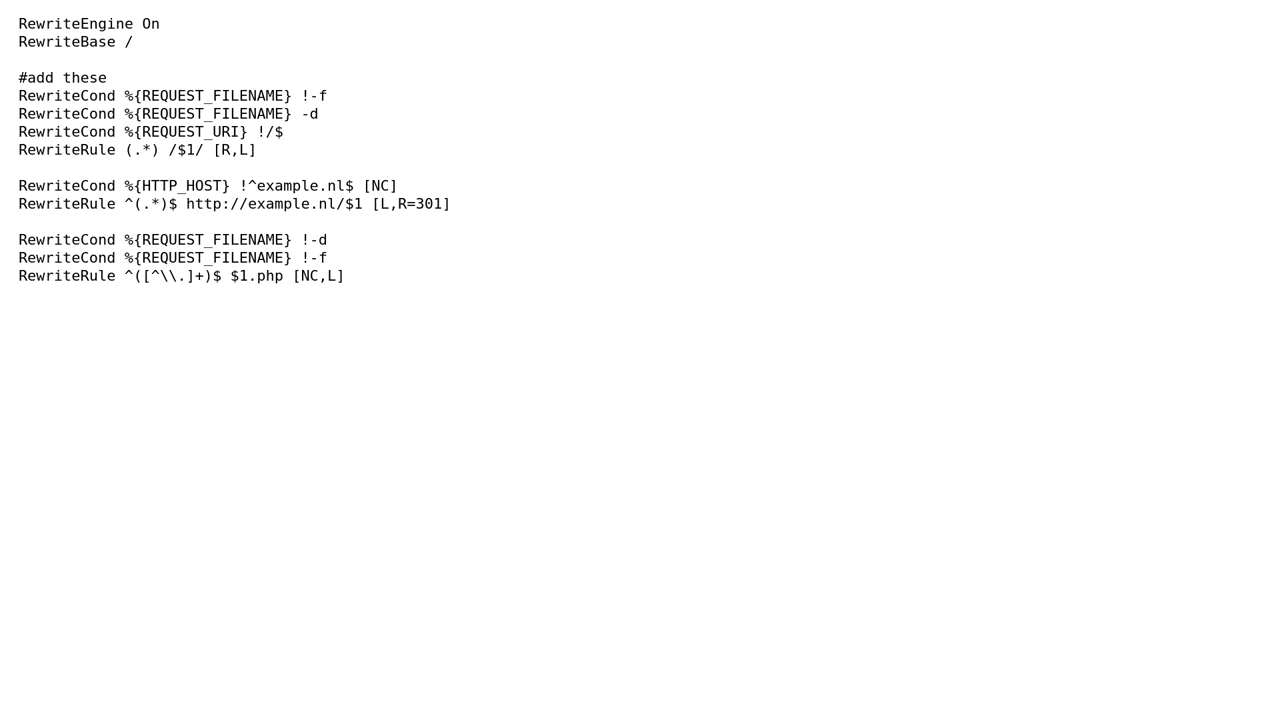 RewriteEngine On
RewriteBase /
#add these
RewriteCond %{REQUEST_FILENAME} !-f
RewriteCond %{REQUEST_FILENAME} -d
RewriteCond %{REQUEST_URI} !/$
RewriteRule (.*) /$1/ [R,L]
RewriteCond %{HTTP_HOST} !^example.nl$ [NC]
RewriteRule ^(.*)$ http://example.nl/$1 [L,R=301]
RewriteCond %{REQUEST_FILENAME} !-d
RewriteCond %{REQUEST_FILENAME} !-f
RewriteRule ^([^\\.]+)$ $1.php [NC,L]